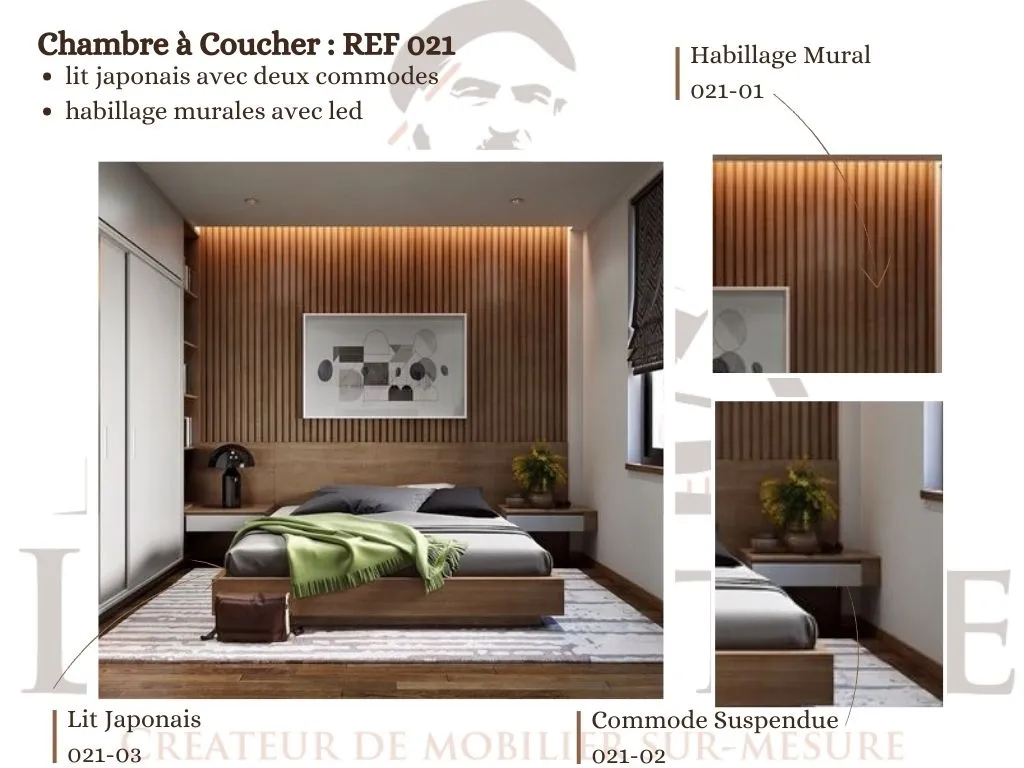 Chambre à Coucher : REF 021
• lit japonais avec deux commodes
• habillage murales avec led
Habillage Mural
021-01
Lit Japonais
021-03
Commode Suspendue
021-02
CRÉATEUR DE MOBILIER SUR-MESURE